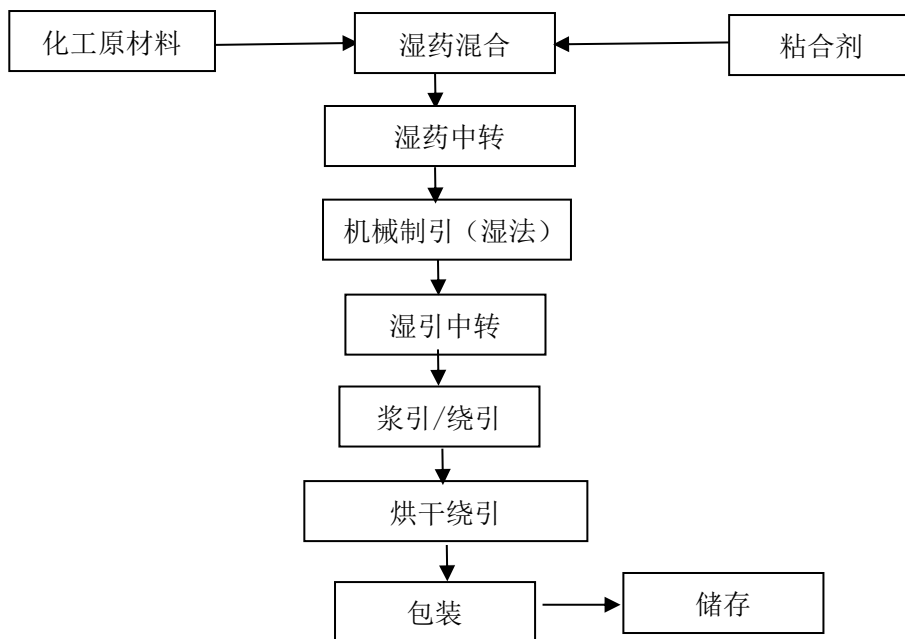 化工原材料
湿药混合
粘合剂
湿药中转
机械制引（湿法）
湿引中转
浆引/绕引
烘干绕引
包装
储存